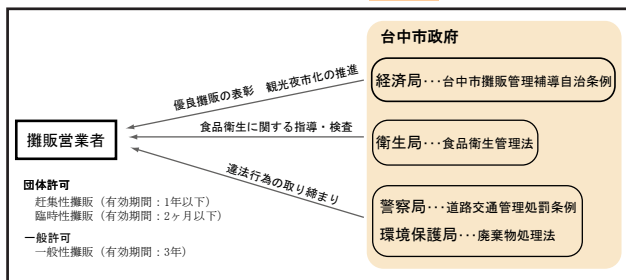 台中市政府
経済局･･･台中市攤販管理補導自治条例
優良攤販の表彰　観光夜市化の推進
攤販営業者
食品衛生に関する指導・検査
衛生局･･･食品衛生管理法
違法行為の取り締まり
団体許可
赶集性攤販（有効期間：1年以下）
臨時性攤販（有効期間：2ヶ月以下）
一般許可
一般性攤販（有効期間：3年）
警察局･･･道路交通管理処罰条例
環境保護局･･･廃棄物処理法